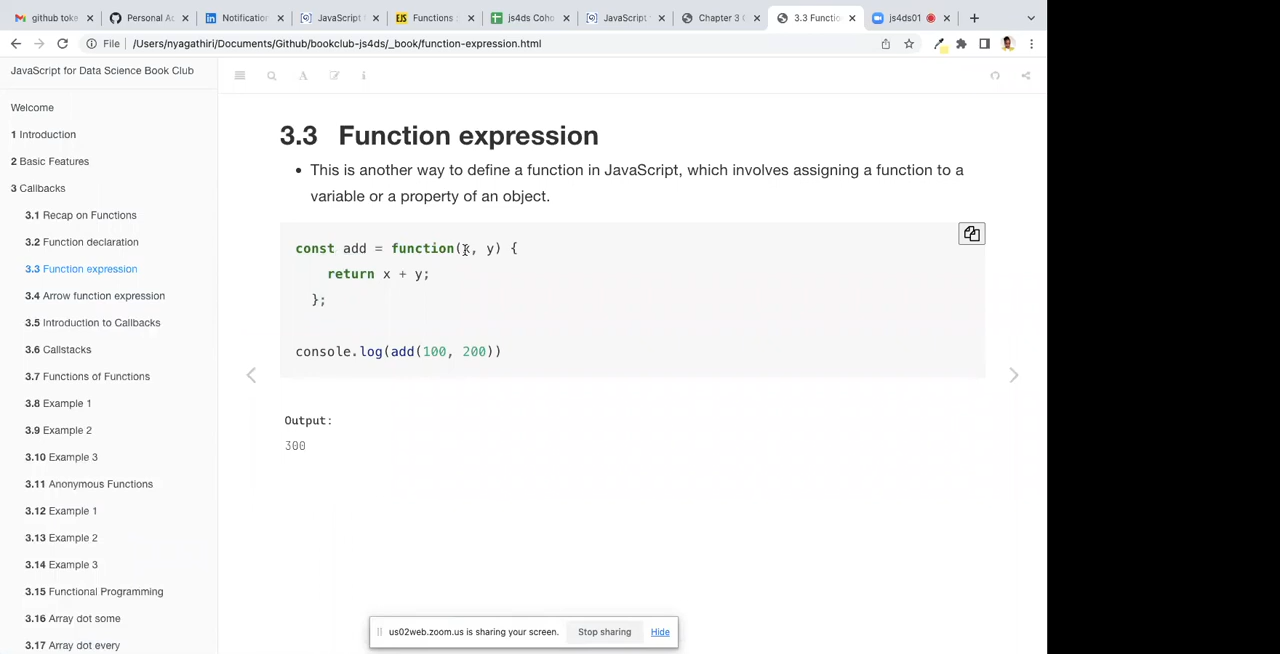 github toke
Personal Ac
Notification
JavaScript
EJS Functions
js4ds Coho
JavaScript
Chapter 3
3.3 Functio
js4ds01
File /Users/nyagathiri/Documents/Github/bookclub-js4ds/_book/function-expression.html
JavaScript for Data Science Book Club
Welcome
1 Introduction
2 Basic Features
3 Callbacks
3.1 Recap on Functions
3.2 Function declaration
3.3 Function expression
3.4 Arrow function expression
3.5 Introduction to Callbacks
3.6 Callstacks
3.7 Functions of Functions
3.8 Example 1
3.9 Example 2
3.10 Example 3
3.11 Anonymous Functions
3.12 Example 1
3.13 Example 2
3.14 Example 3
3.15 Functional Programming
3.16 Array dot some
3.17 Array dot every
3.3 Function expression
• This is another way to define a function in JavaScript, which involves assigning a function to a
variable or a property of an object.
const add = function(x, y) {
return x + y;
};
console.log(add(100, 200))
Output:
300
us02web.zoom.us is sharing your screen. Stop sharing Hide